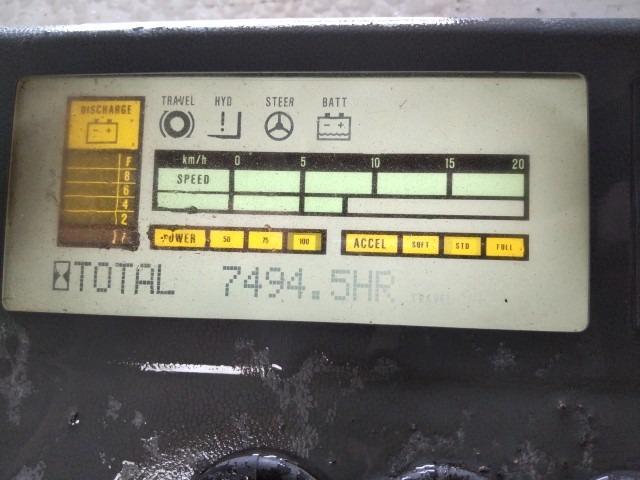 DISCHARGE
TRAVEL HYD STEER BATT
km/h 0 5 10 15 20
SPEED
F
8
6
4
2
POWER 50 75 100 ACCEL SOFT STD FULL
TOTAL 7494.5HR
TRAVEL